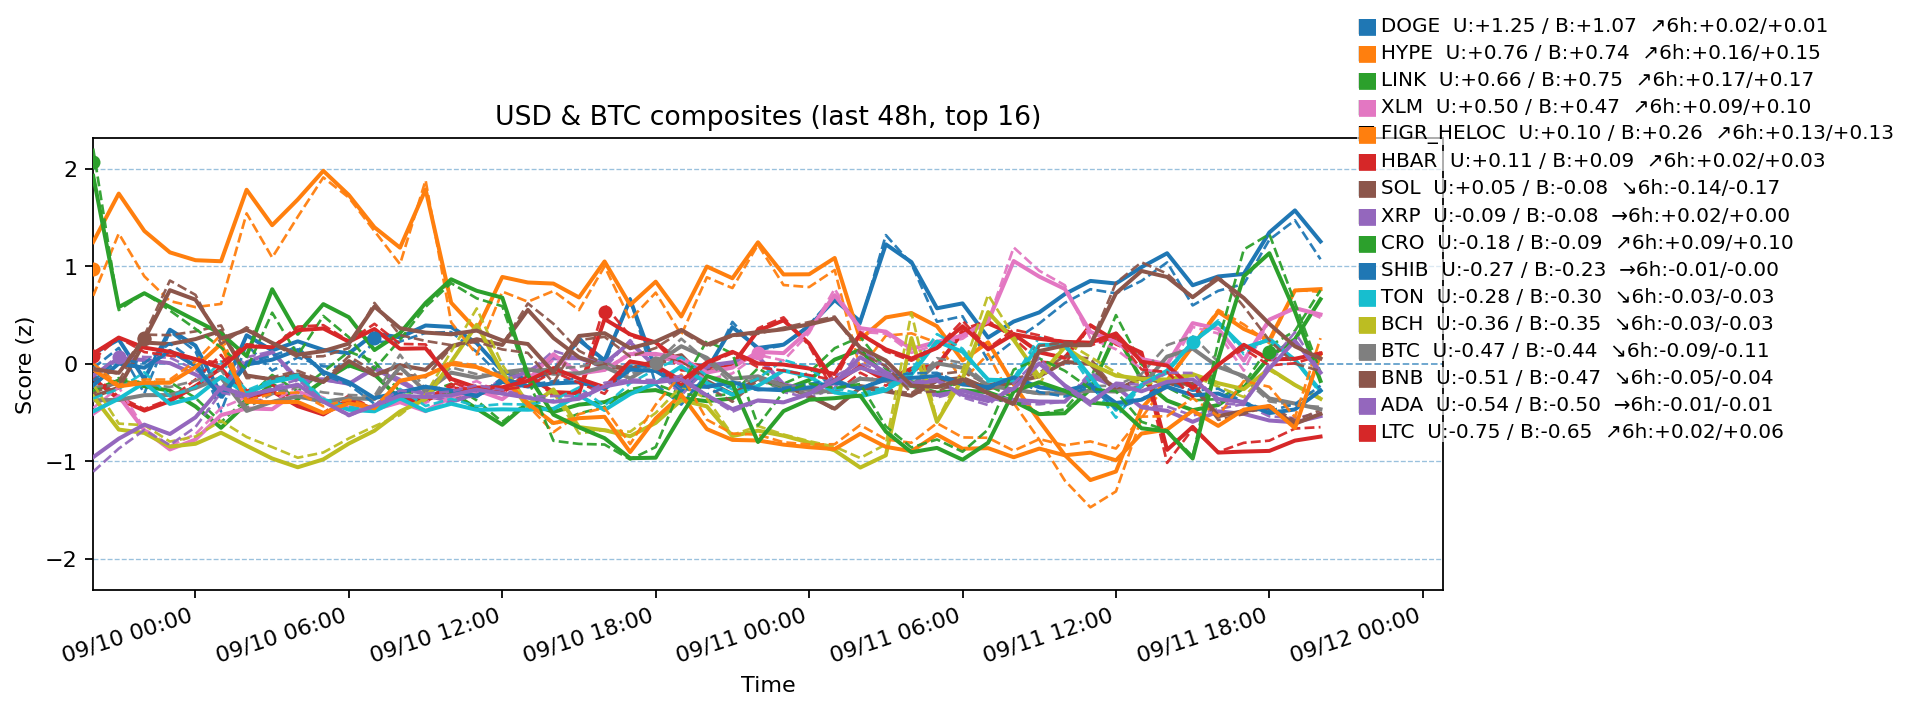 DOGE  U:+1.25 / B:+1.07  ↗6h:+0.02/+0.01
HYPE  U:+0.76 / B:+0.74  ↗6h:+0.16/+0.15
LINK  U:+0.66 / B:+0.75  ↗6h:+0.17/+0.17
XLM  U:+0.50 / B:+0.47  ↗6h:+0.09/+0.10
FIGR_HELOC  U:+0.10 / B:+0.26  ↗6h:+0.13/+0.13
HBAR  U:+0.11 / B:+0.09  ↗6h:+0.02/+0.03
SOL  U:+0.05 / B:-0.08  ↘6h:-0.14/-0.17
XRP  U:-0.09 / B:-0.08  →6h:+0.02/+0.00
CRO  U:-0.18 / B:-0.09  ↗6h:+0.09/+0.10
SHIB  U:-0.27 / B:-0.23  →6h:-0.01/-0.00
TON  U:-0.28 / B:-0.30  ↘6h:-0.03/-0.03
BCH  U:-0.36 / B:-0.35  ↘6h:-0.03/-0.03
BTC  U:-0.47 / B:-0.44  ↘6h:-0.09/-0.11
BNB  U:-0.51 / B:-0.47  ↘6h:-0.05/-0.04
ADA  U:-0.54 / B:-0.50  →6h:-0.01/-0.01
LTC  U:-0.75 / B:-0.65  ↗6h:+0.02/+0.06
USD & BTC composites (last 48h, top 16)
Score (z)
2
1
0
−1
−2
09/10 00:00
09/10 06:00
09/10 12:00
09/10 18:00
09/11 00:00
09/11 06:00
09/11 12:00
09/11 18:00
09/12 00:00
Time